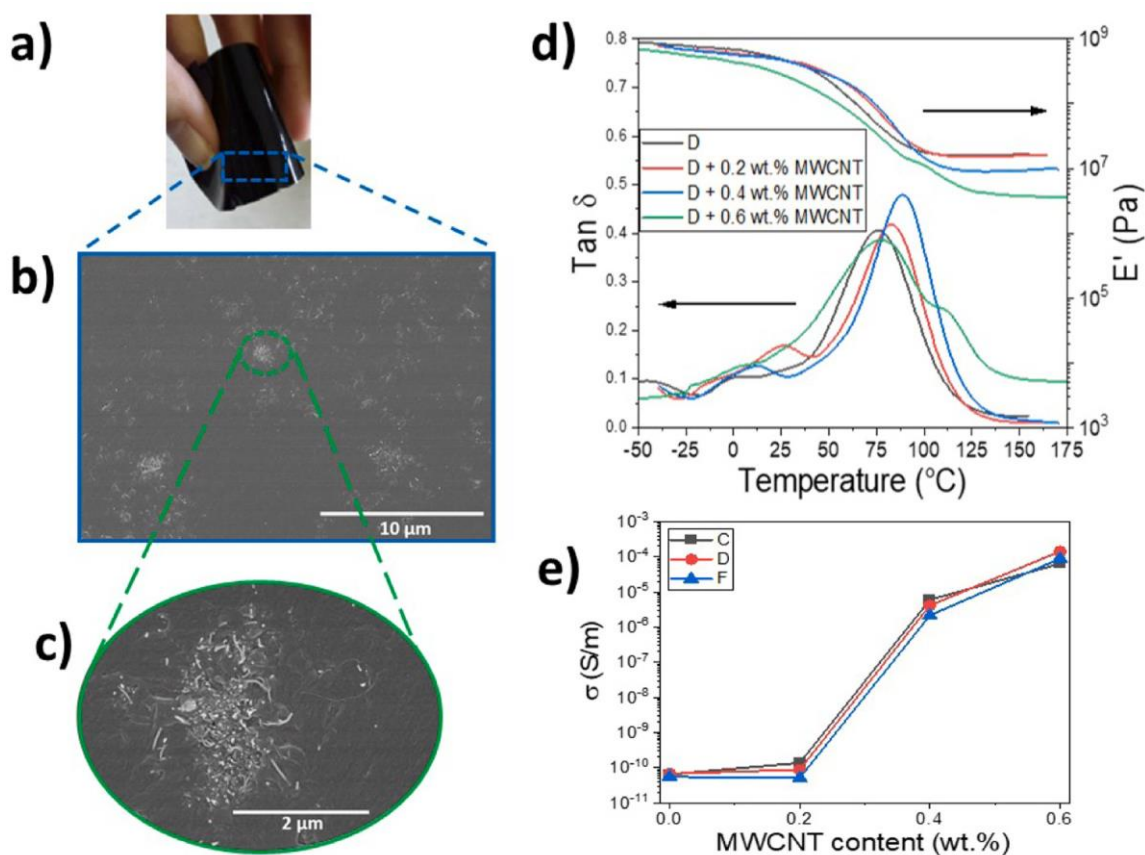 a)
b)
10 µm
c)
2 µm
d)
0.8
0.7
0.6
0.5
0.4
0.3
0.2
0.1
0.0
Tan δ
D
D + 0.2 wt.% MWCNT
D + 0.4 wt.% MWCNT
D + 0.6 wt.% MWCNT
10⁹
10⁷
10⁵
10³
E' (Pa)
-50 -25 0 25 50 75 100 125 150 175
Temperature (°C)
e)
C
D
F
10⁻³
10⁻⁴
10⁻⁵
10⁻⁶
10⁻⁷
10⁻⁸
10⁻⁹
10⁻¹⁰
10⁻¹¹
σ (S/m)
0.0 0.2 0.4 0.6
MWCNT content (wt.%)